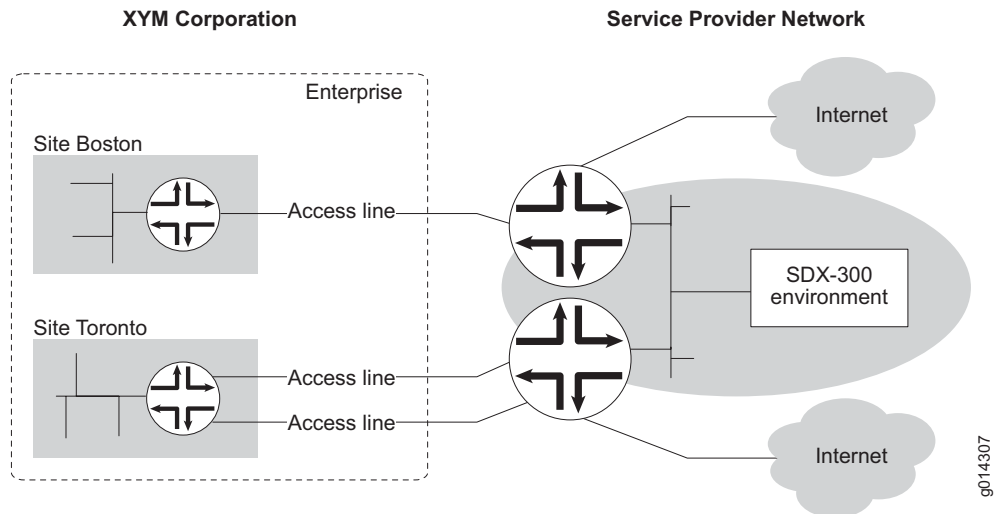 XYM Corporation
Service Provider Network
Enterprise
Internet
Site Boston
Access line
SDX-300
environment
Site Toronto
Access line
Access line
Internet
g014307